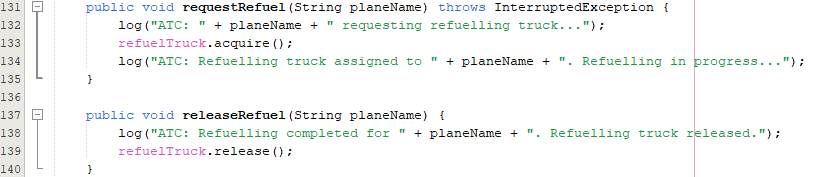 131 public void requestRefuel(String planeName) throws InterruptedException {
132 log("ATC: " + planeName + " requesting refuelling truck...");
133 refuelTruck.acquire();
134 log("ATC: Refuelling truck assigned to " + planeName + ". Refuelling in progress...");
135 }
136
137 public void releaseRefuel(String planeName) {
138 log("ATC: Refuelling completed for " + planeName + ". Refuelling truck released.");
139 refuelTruck.release();
140 }